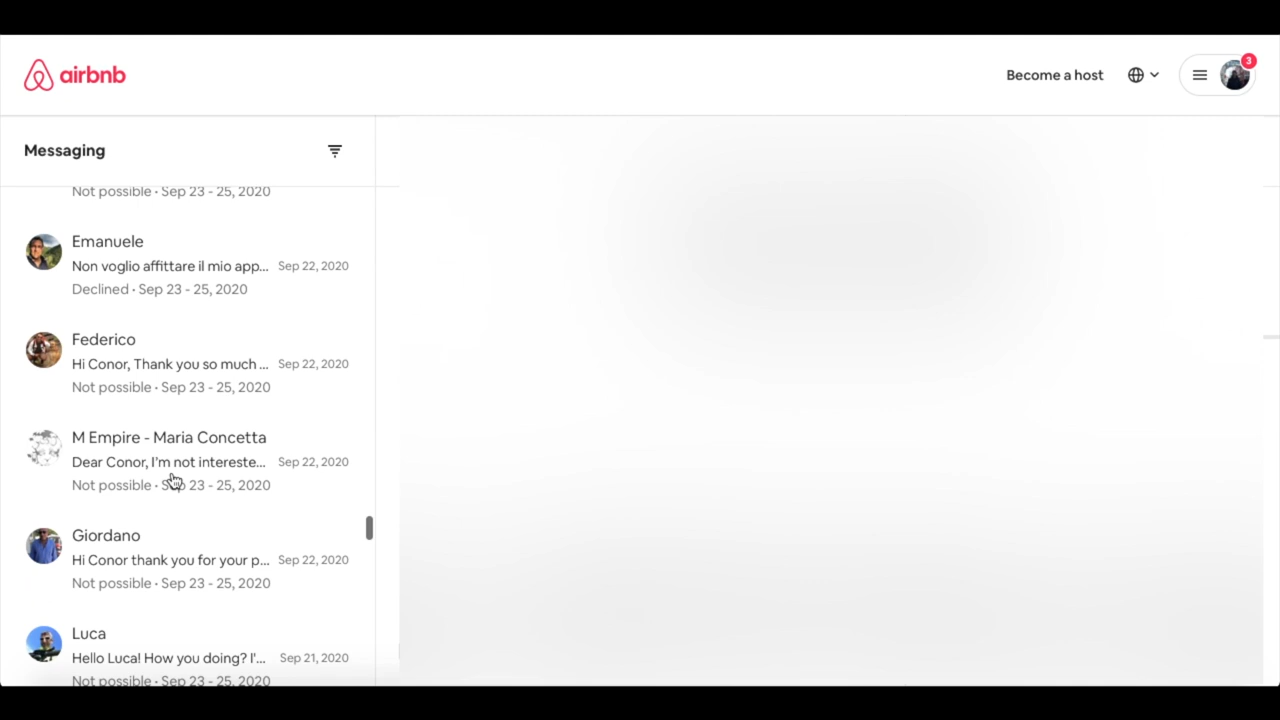 airbnb
Become a host
3
Messaging
Not possible · Sep 23 - 25, 2020
Emanuele
Non voglio affittare il mio app... Sep 22, 2020
Declined · Sep 23 - 25, 2020
Federico
Hi Conor, Thank you so much ... Sep 22, 2020
Not possible · Sep 23 - 25, 2020
M Empire - Maria Concetta
Dear Conor, I'm not intereste... Sep 22, 2020
Not possible · Sep 23 - 25, 2020
Giordano
Hi Conor thank you for your p... Sep 22, 2020
Not possible · Sep 23 - 25, 2020
Luca
Hello Luca! How you doing? I'... Sep 21, 2020
Not possible · Sep 23 - 25, 2020